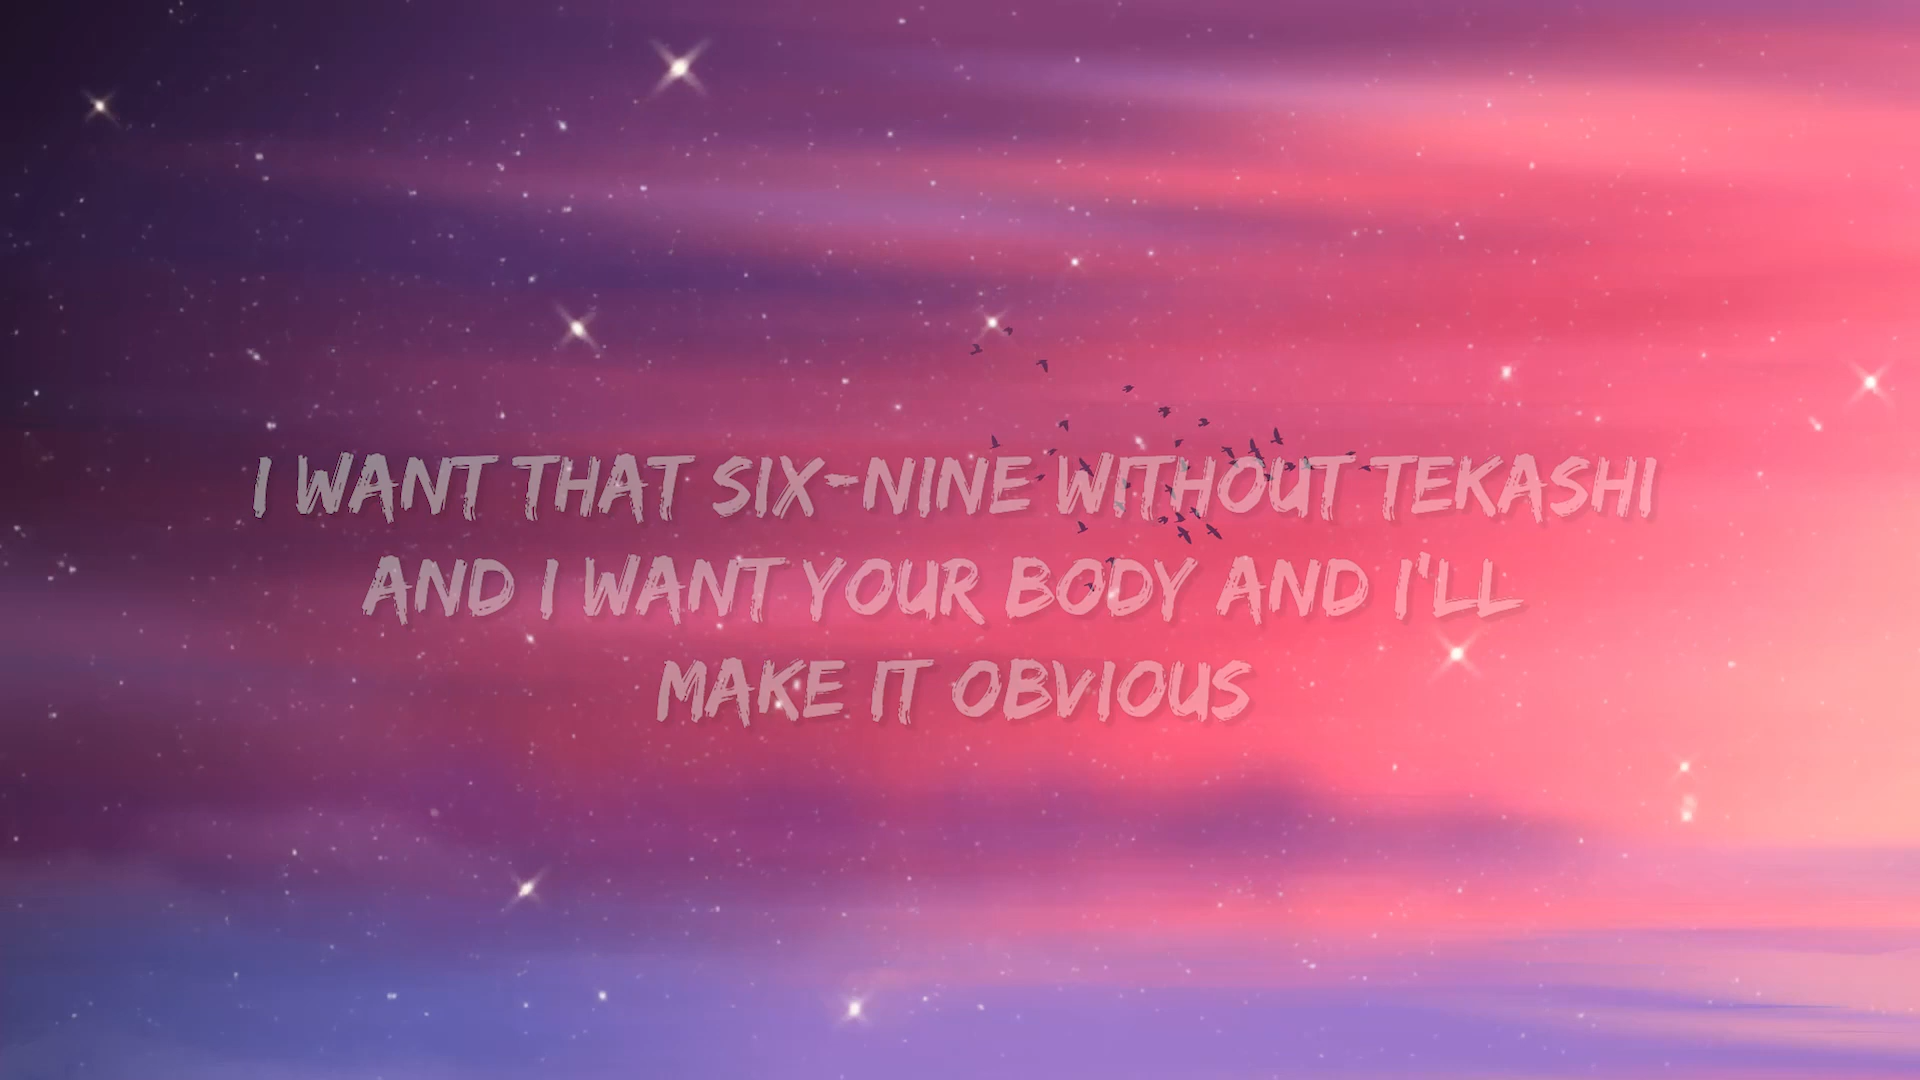 I WANT THAT SIX-NINE WITHOUT TEKASHI
AND I WANT YOUR BODY AND I'LL
MAKE IT OBVIOUS